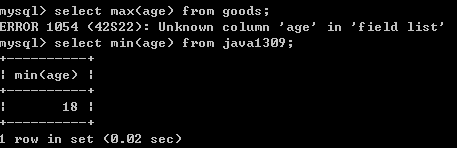 mysql> select max(age) from goods;
ERROR 1054 (42S22): Unknown column 'age' in 'field list'
mysql> select min(age) from java1309;
+----------+
| min(age) |
+----------+
|       18 |
+----------+
1 row in set (0.02 sec)